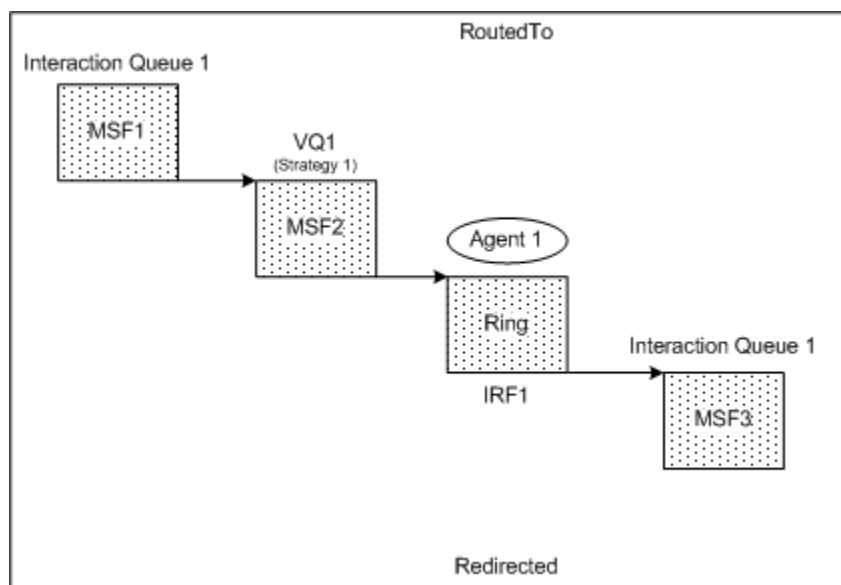 RoutedTo
Interaction Queue 1
MSF1
VQ1
(Strategy 1)
MSF2
Agent 1
Ring
IRF1
Interaction Queue 1
MSF3
Redirected